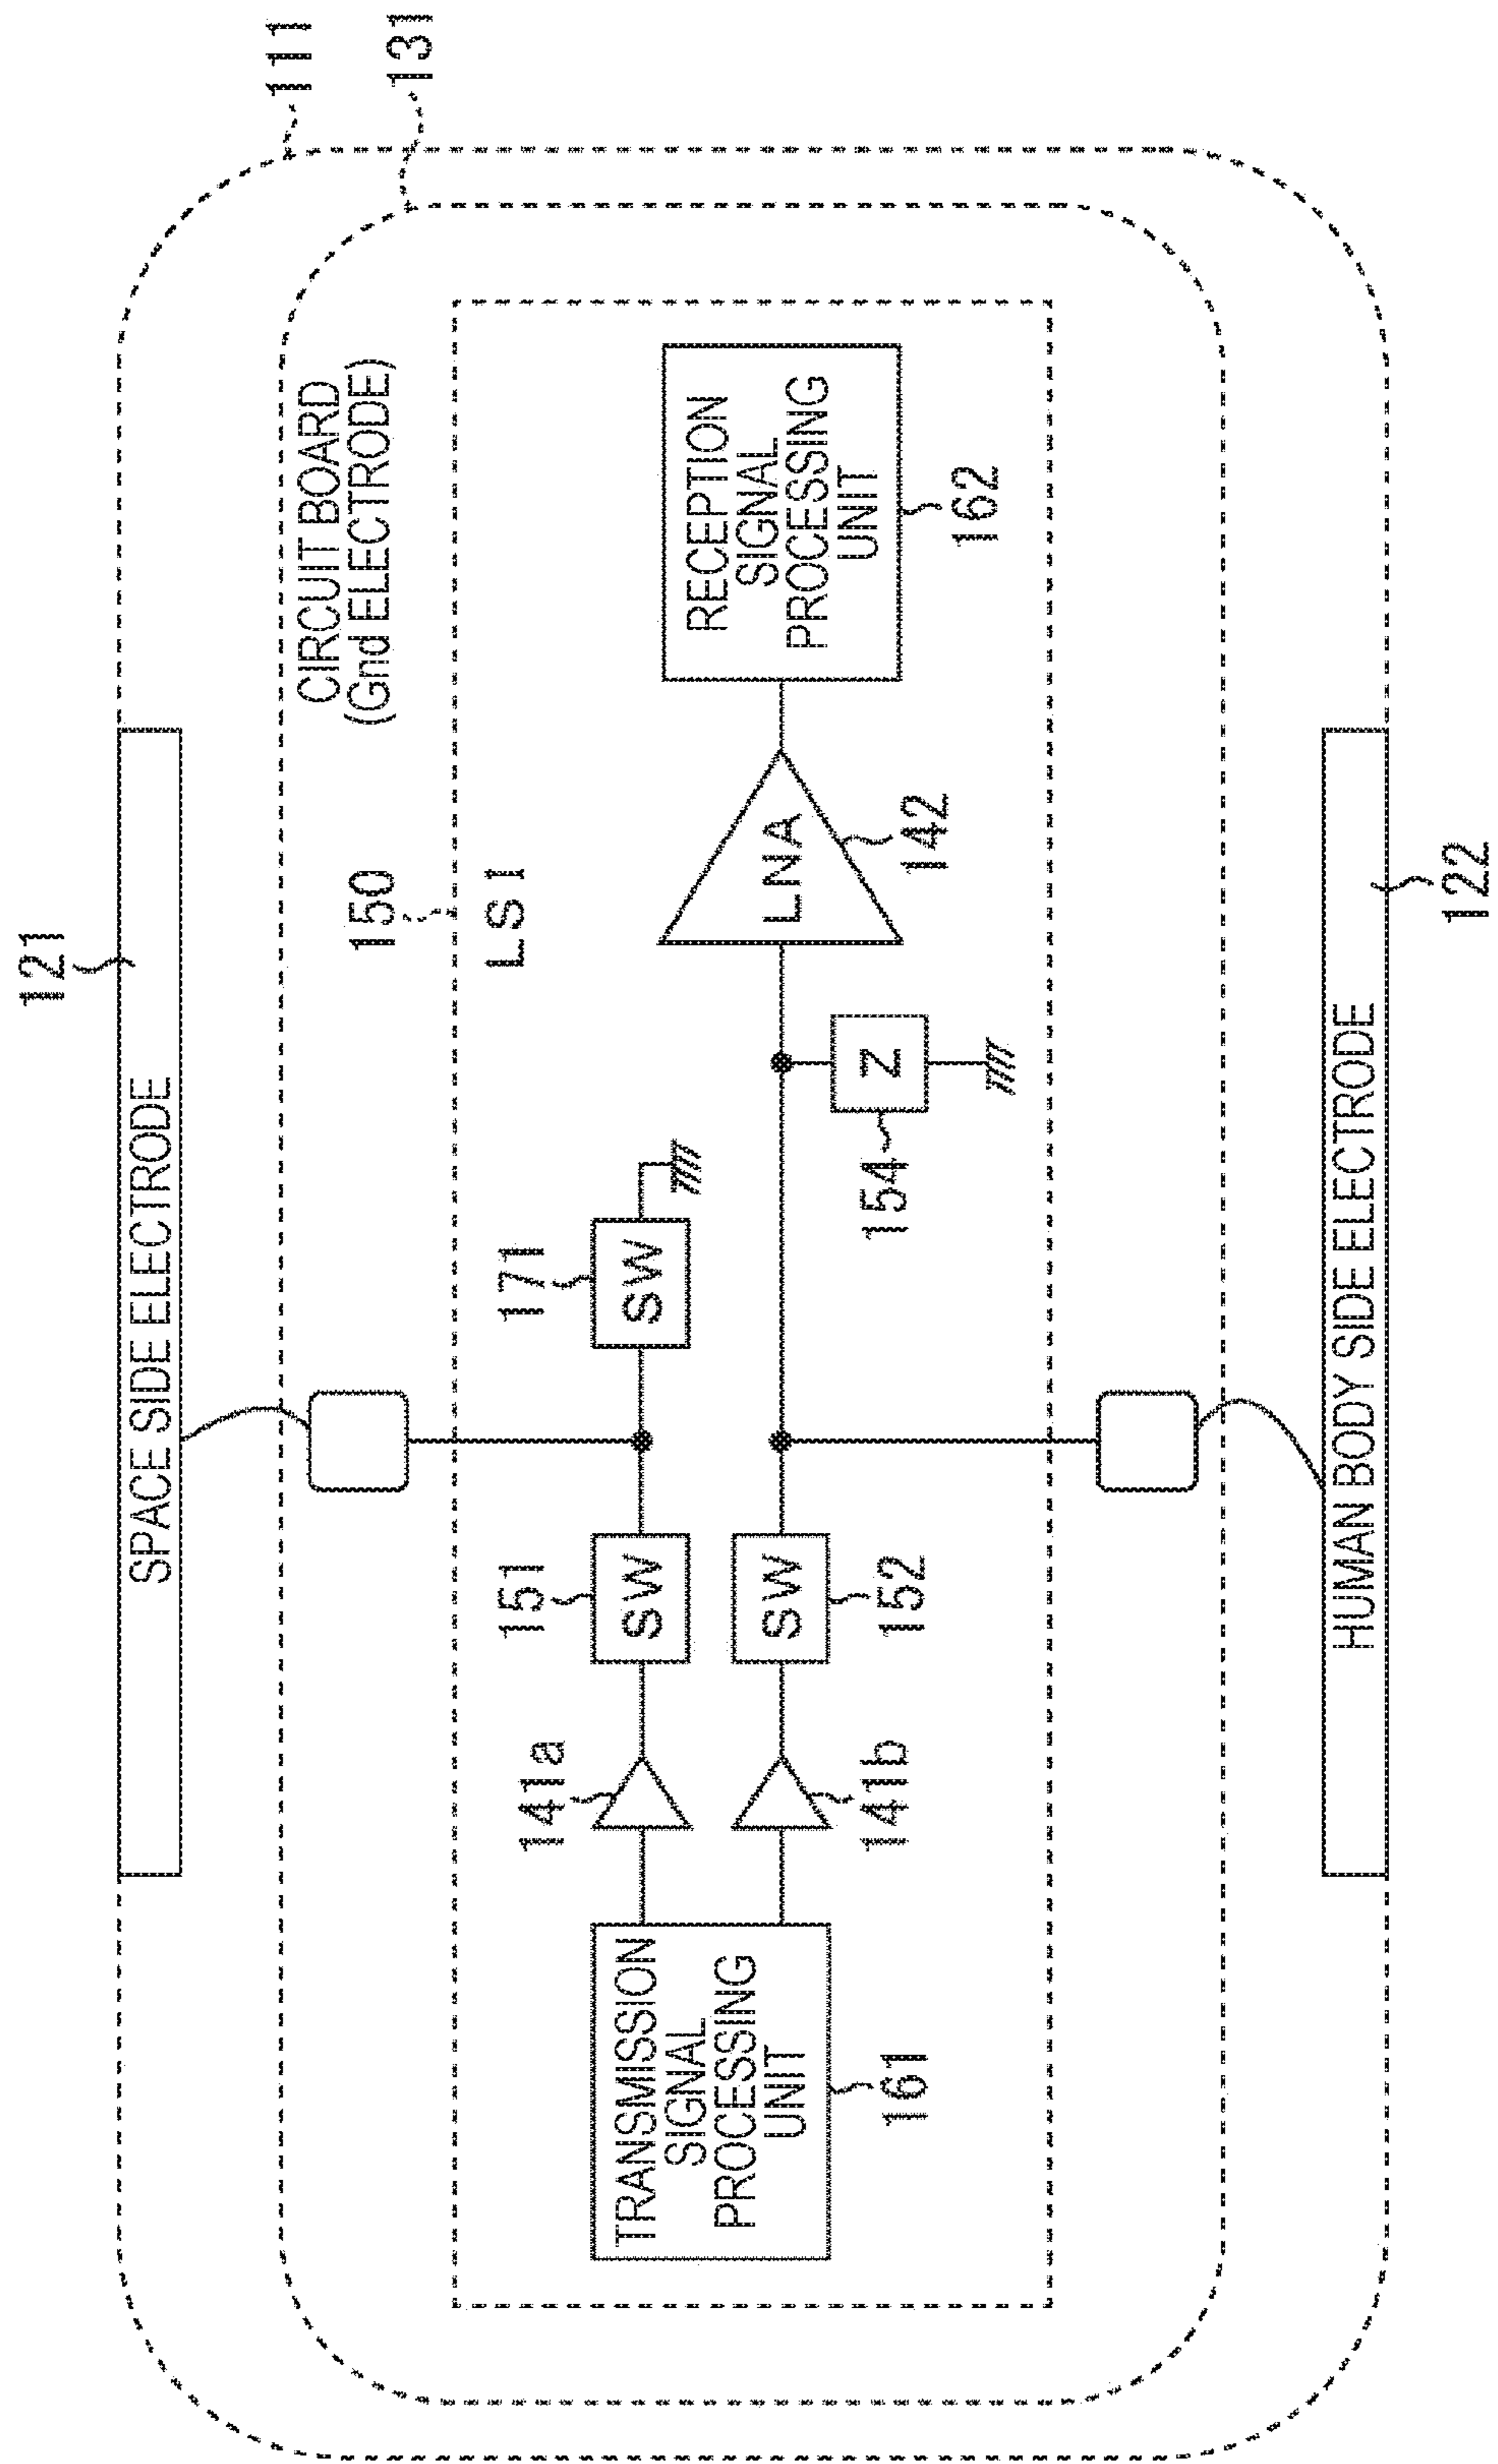 111
131
121
SPACE SIDE ELECTRODE
CIRCUIT BOARD
(Gnd ELECTRODE)
150
LSI
141a
151
SW
171
SW
TRANSMISSION
SIGNAL
PROCESSING
UNIT
161
141b
SW
152
Z
154
LNA
142
RECEPTION
SIGNAL
PROCESSING
UNIT
162
HUMAN BODY SIDE ELECTRODE
122